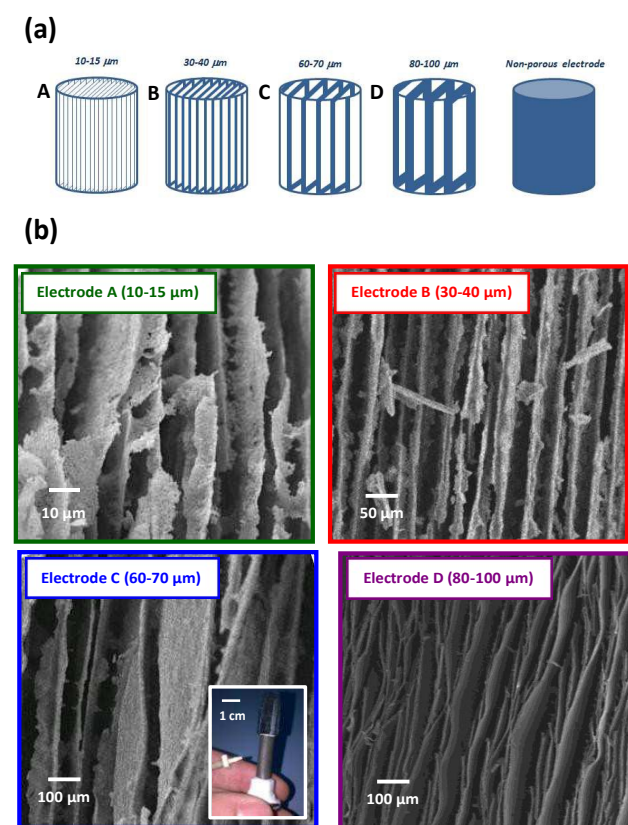 (a)
10-15 μm
30-40 μm
60-70 μm
80-100 μm
Non-porous electrode
A
B
C
D
(b)
Electrode A (10-15 μm)
10 μm
Electrode B (30-40 μm)
50 μm
Electrode C (60-70 μm)
1 cm
100 μm
Electrode D (80-100 μm)
100 μm